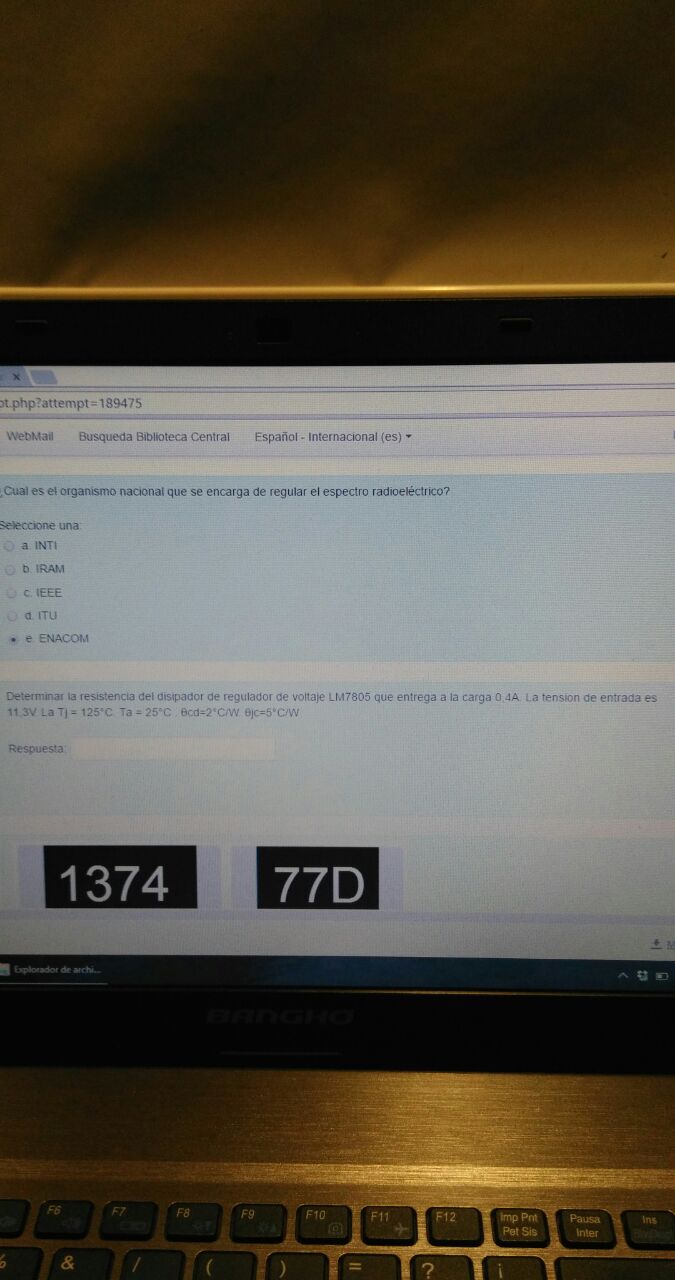 pt.php?attempt=189475
WebMail Busqueda Biblioteca Central Español - Internacional (es)
¿Cual es el organismo nacional que se encarga de regular el espectro radioeléctrico?
Seleccione una:
a. INTI
b. IRAM
c. IEEE
d. ITU
e. ENACOM
Determinar la resistencia del disipador de regulador de voltaje LM7805 que entrega a la carga 0,4A. La tension de entrada es
11,3V. La Tj = 125°C. Ta = 25°C . θcd=2°C/W. θjc=5°C/W
Respuesta:
1374 77D
Explorador de archi...
BANGHO
F6 F7 F8 F9 F10 F11 F12 Imp Pnt Pausa Ins
Pet Sis Inter
% & / ( ) = ? ¡